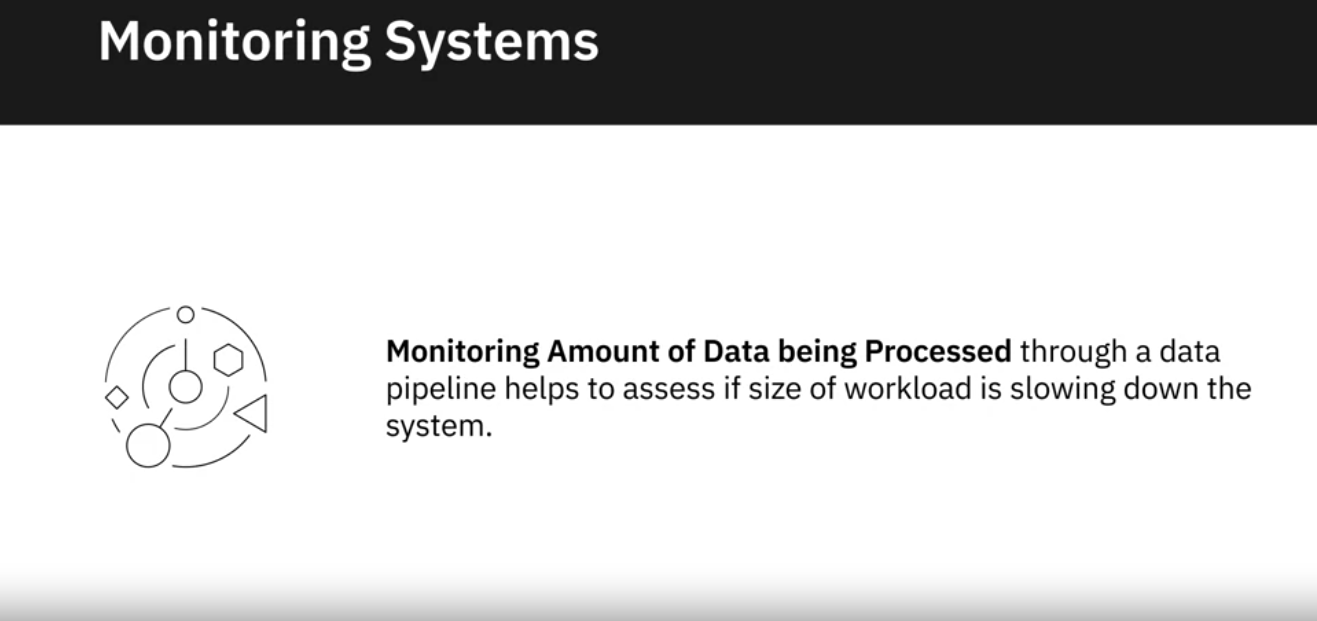 Monitoring Systems
Monitoring Amount of Data being Processed through a data
pipeline helps to assess if size of workload is slowing down the
system.